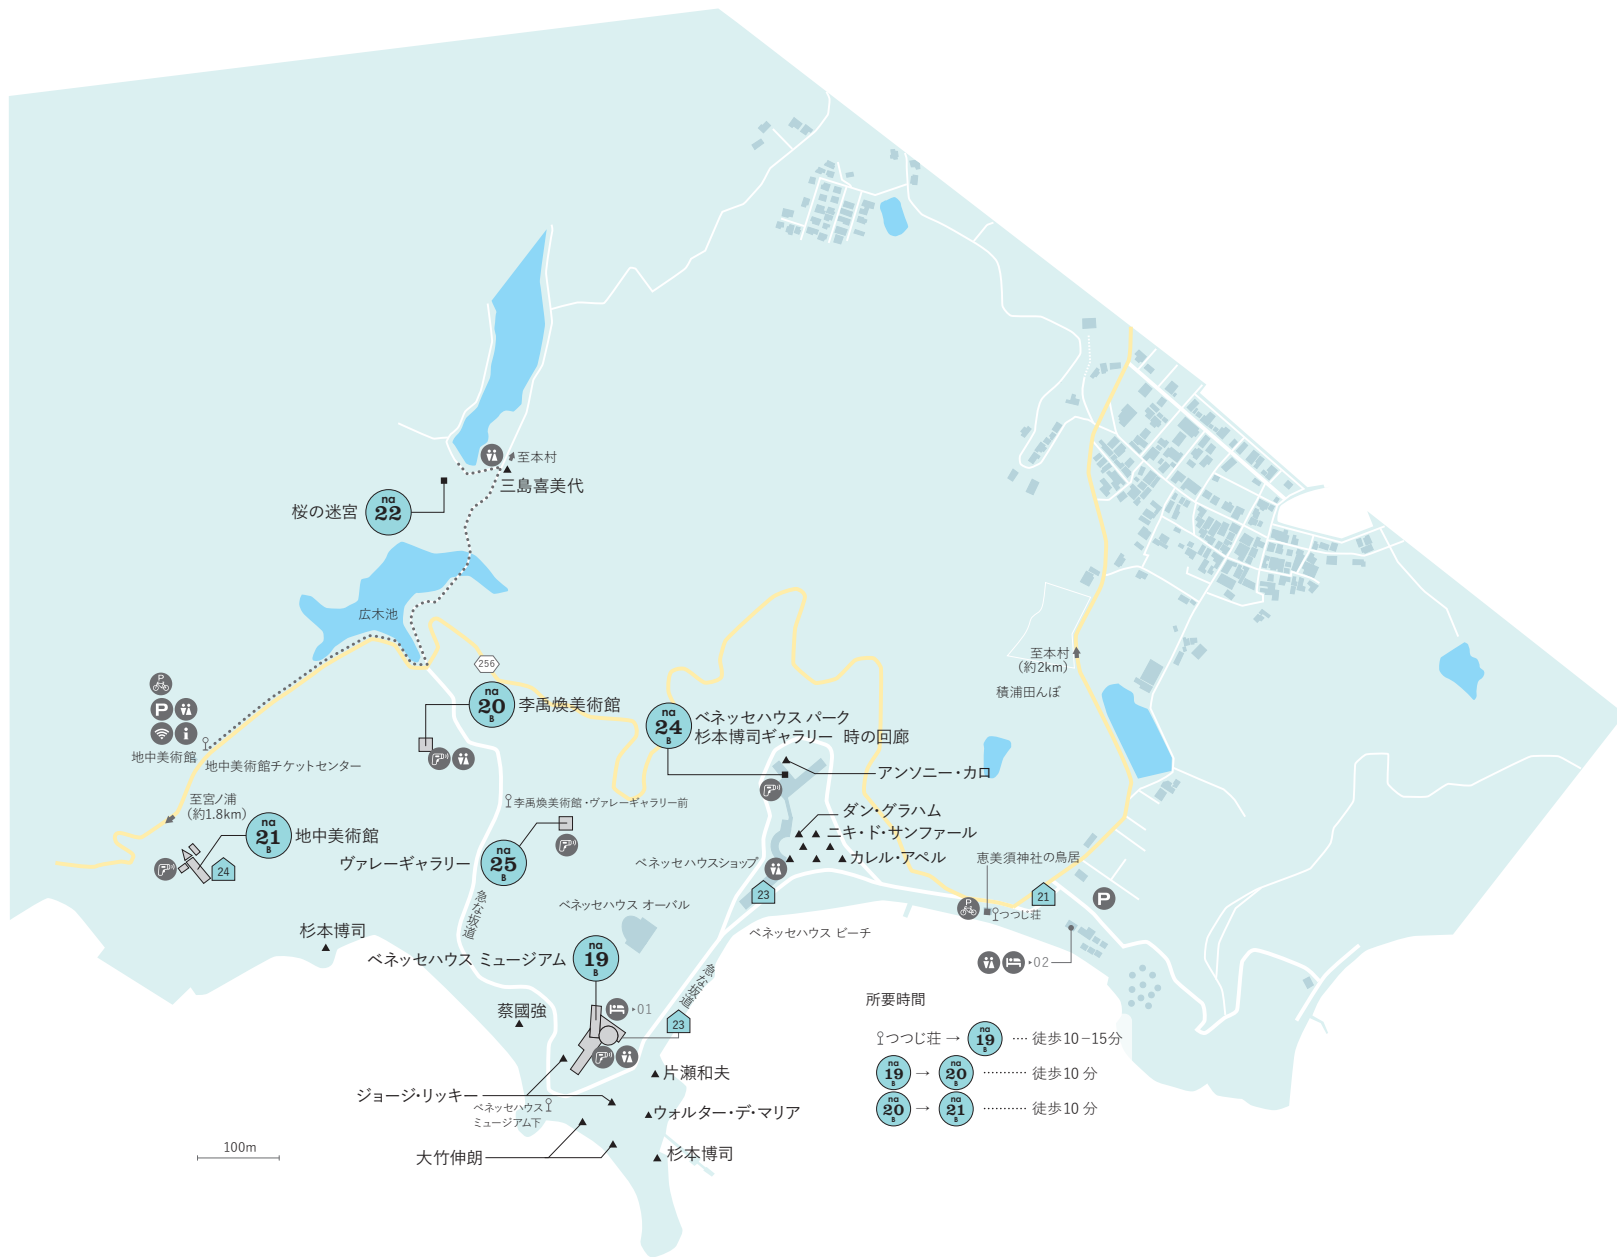 至本村
三島喜美代
na
22
桜の迷宮
広木池
256
至本村
(約2km)
積浦田んぼ
na
20
B
李禹煥美術館
na
24
B
ベネッセハウス パーク
杉本博司ギャラリー 時の回廊
P
P
i
地中美術館
地中美術館チケットセンター
アンソニー・カロ
至宮ノ浦
(約1.8km)
李禹煥美術館・ヴァレーギャラリー前
ダン・グラハム
ニキ・ド・サンファール
カレル・アペル
na
21
B
地中美術館
24
ヴァレーギャラリー
na
25
B
ベネッセハウスショップ
23
恵美須神社の鳥居
21
P
P
つつじ荘
急な坂道
ベネッセハウス オーバル
ベネッセハウス ビーチ
杉本博司
ベネッセハウス ミュージアム
na
19
B
急な坂道
02
01
蔡國強
23
所要時間
つつじ荘 → na 19 B ···· 徒歩10−15分
na 19 B → na 20 B ·········· 徒歩10 分
na 20 B → na 21 B ·········· 徒歩10 分
片瀬和夫
ジョージ・リッキー
ベネッセハウス
ミュージアム下
ウォルター・デ・マリア
大竹伸朗
杉本博司
100m